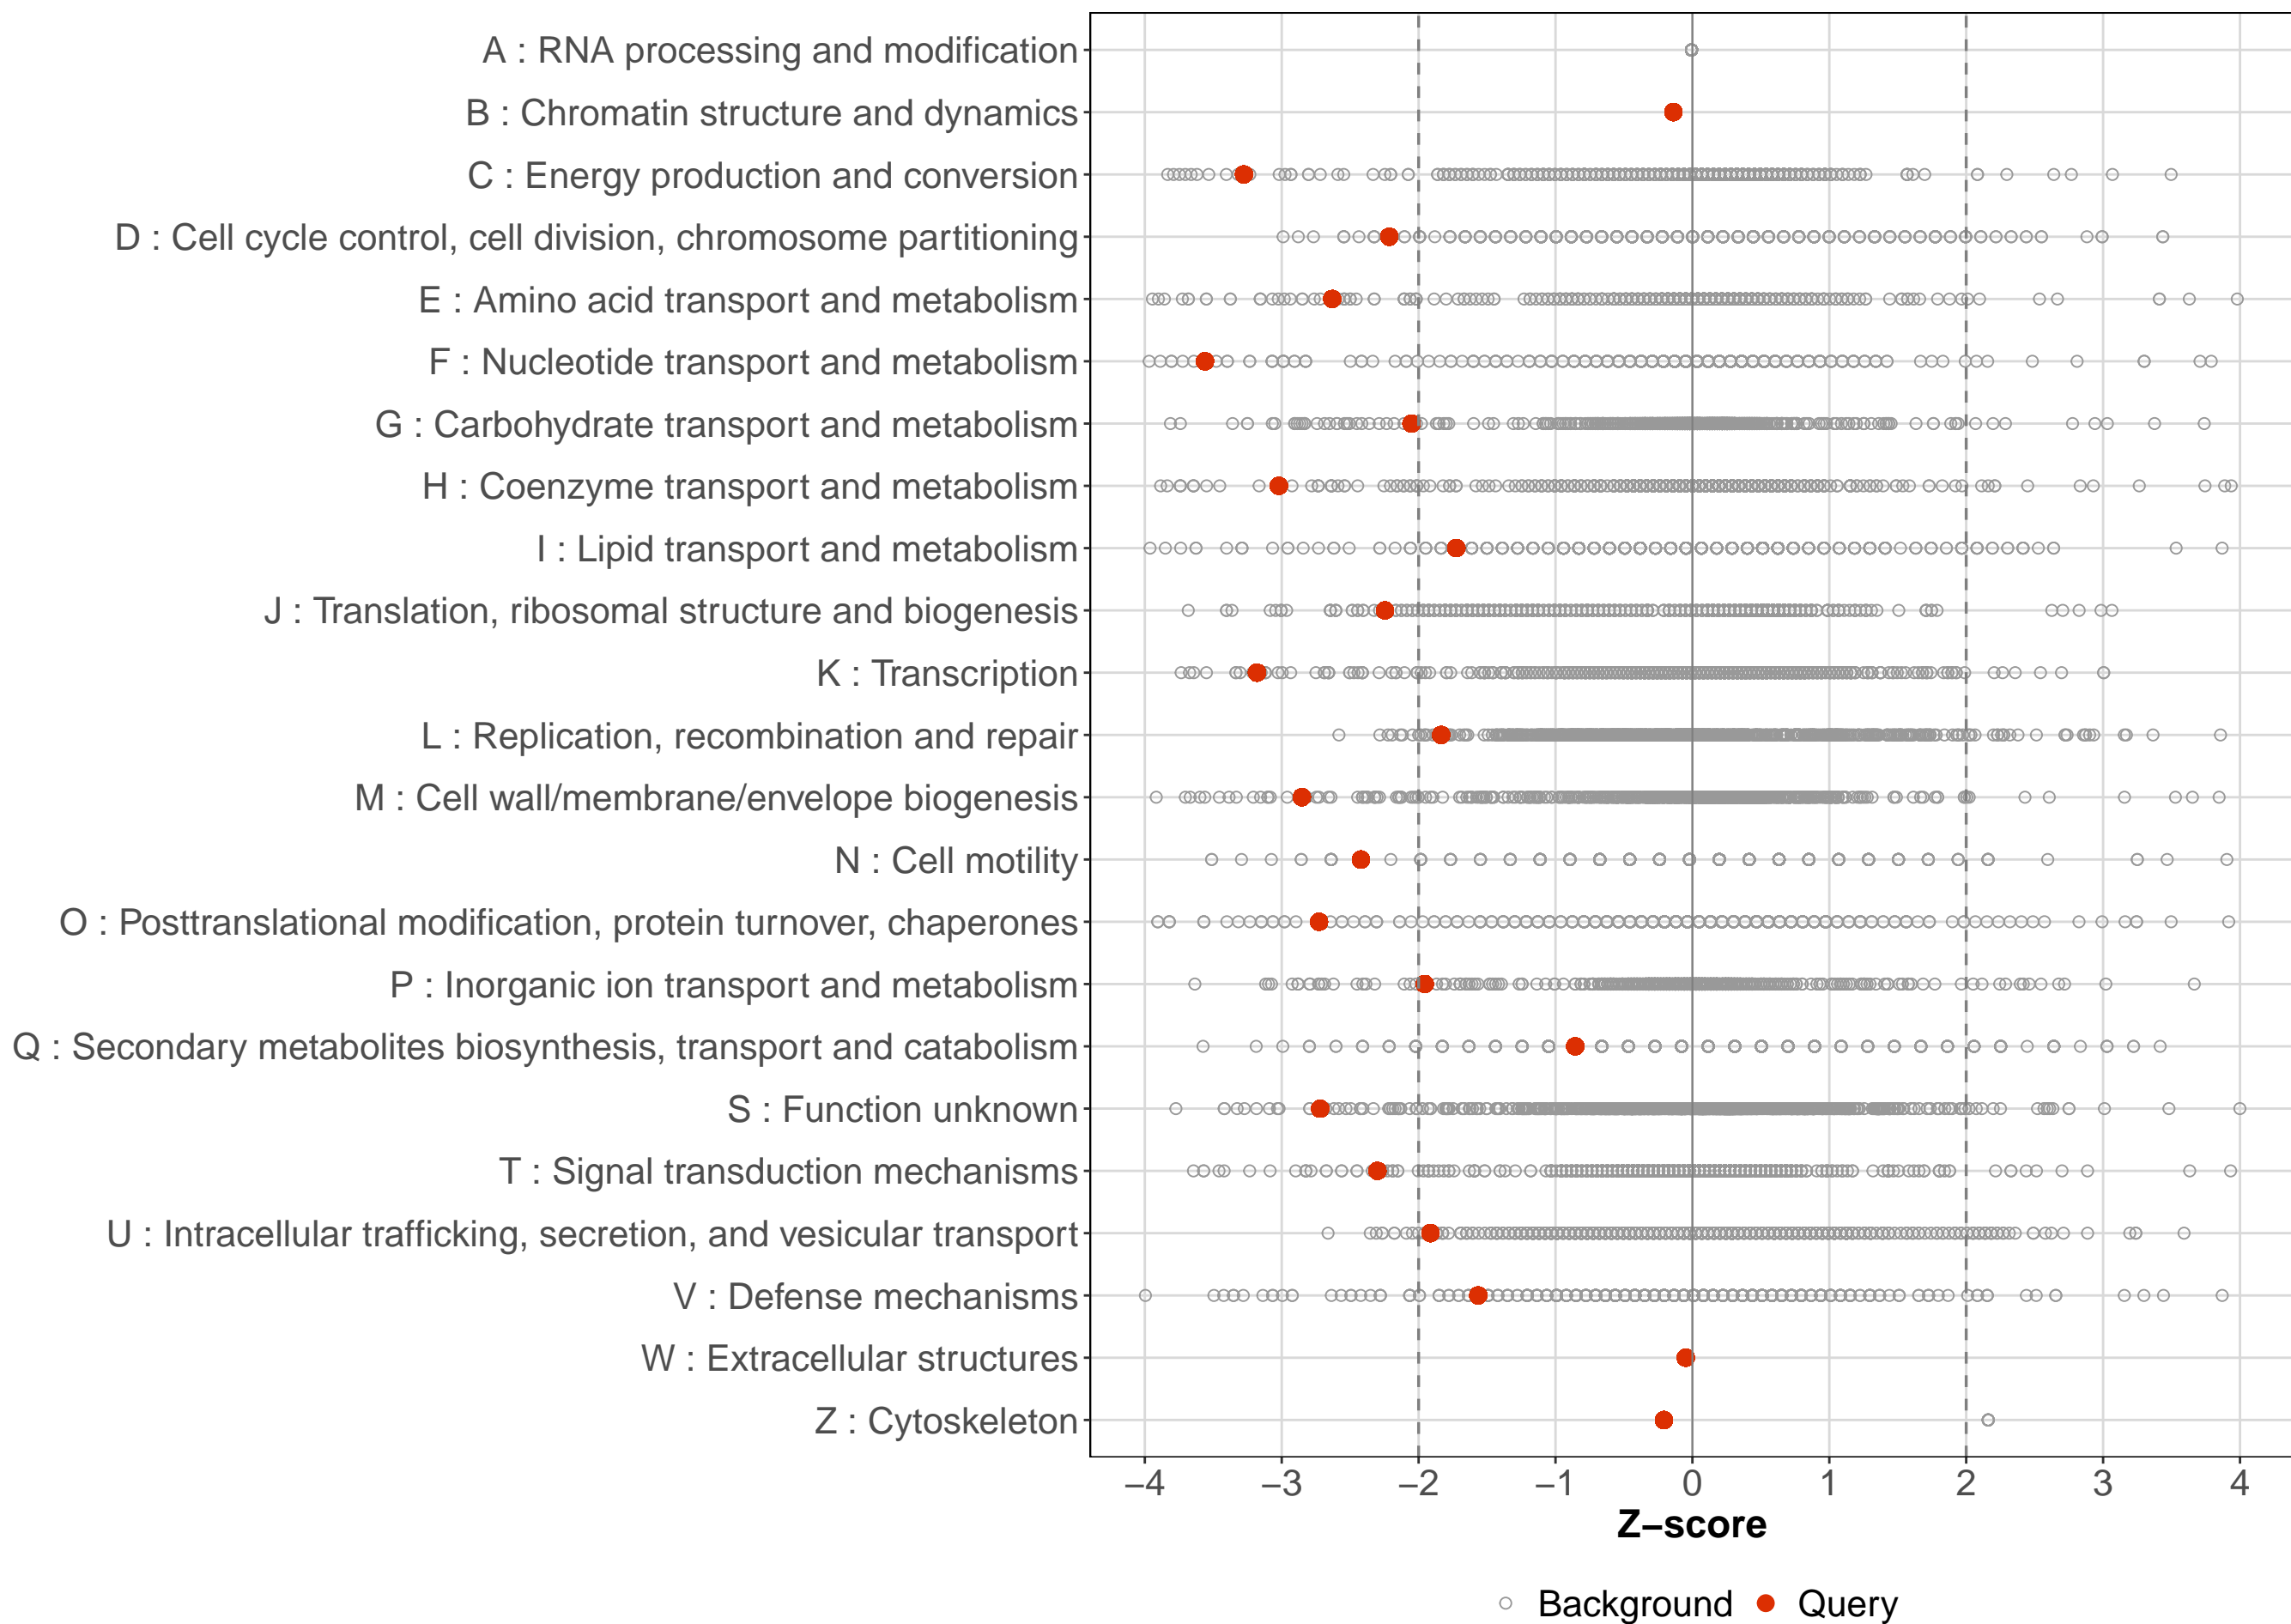 A : RNA processing and modification
B : Chromatin structure and dynamics
C : Energy production and conversion
D : Cell cycle control, cell division, chromosome partitioning
E : Amino acid transport and metabolism
F : Nucleotide transport and metabolism
G : Carbohydrate transport and metabolism
H : Coenzyme transport and metabolism
I : Lipid transport and metabolism
J : Translation, ribosomal structure and biogenesis
K : Transcription
L : Replication, recombination and repair
M : Cell wall/membrane/envelope biogenesis
N : Cell motility
O : Posttranslational modification, protein turnover, chaperones
P : Inorganic ion transport and metabolism
Q : Secondary metabolites biosynthesis, transport and catabolism
S : Function unknown
T : Signal transduction mechanisms
U : Intracellular trafficking, secretion, and vesicular transport
V : Defense mechanisms
W : Extracellular structures
Z : Cytoskeleton
−4 −3 −2 −1 0 1 2 3 4
Z−score
Background Query